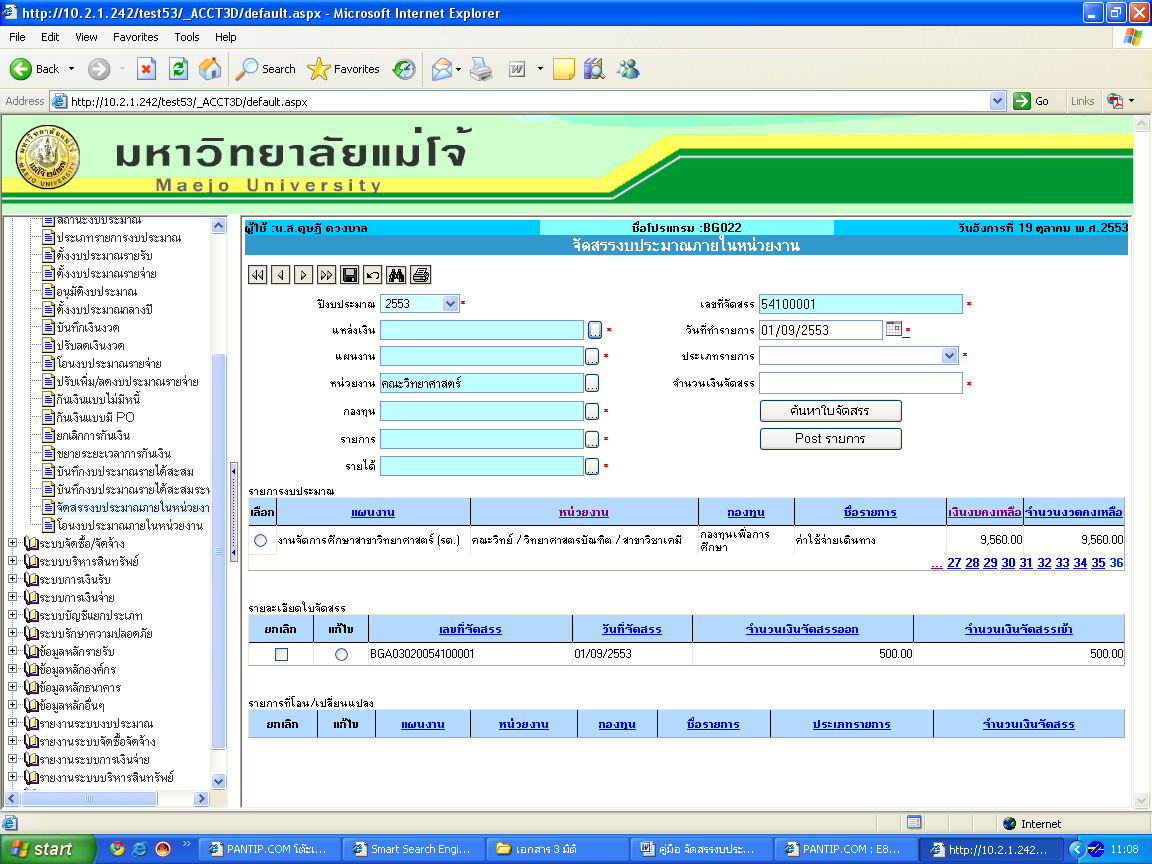 http://10.2.1.242/test53/_ACCT3D/default.aspx - Microsoft Internet Explorer
File Edit View Favorites Tools Help
Back Search Favorites
Address http://10.2.1.242/test53/_ACCT3D/default.aspx Go Links
มหาวิทยาลัยแม่โจ้
Maejo University
สถานะงบประมาณ
ประเภทรายการงบประมาณ
ตั้งงบประมาณรายรับ
ตั้งงบประมาณรายจ่าย
อนุมัติงบประมาณ
ตั้งงบประมาณกลางปี
บันทึกเงินงวด
ปรับลดเงินงวด
โอนงบประมาณรายจ่าย
ปรับเพิ่ม/ลดงบประมาณรายจ่าย
กันเงินแบบไม่มีหนี้
กันเงินแบบมี PO
ยกเลิกการกันเงิน
ขยายระยะเวลาการกันเงิน
บันทึกงบประมาณรายได้สะสม
บันทึกงบประมาณรายได้สะสมระห
จัดสรรงบประมาณภายในหน่วยงา
โอนงบประมาณภายในหน่วยงาน
ระบบจัดซื้อ/จัดจ้าง
ระบบบริหารสินทรัพย์
ระบบการเงินรับ
ระบบการเงินจ่าย
ระบบบัญชีแยกประเภท
ระบบรักษาความปลอดภัย
ข้อมูลหลักรายรับ
ข้อมูลหลักองค์กร
ข้อมูลหลักธนาคาร
ข้อมูลหลักอื่นๆ
รายงานระบบงบประมาณ
รายงานระบบจัดซื้อจัดจ้าง
รายงานระบบการเงินจ่าย
รายงานระบบบริหารสินทรัพย์
ผู้ใช้ :น.ส.ดุษฎี ดวงบาล ชื่อโปรแกรม :BG022 วันอังคารที่ 19 ตุลาคม พ.ศ.2553
จัดสรรงบประมาณภายในหน่วยงาน
ปีงบประมาณ 2553 * เลขที่จัดสรร 54100001 *
แหล่งเงิน ... * วันที่ทำรายการ 01/09/2553 *
แผนงาน ... * ประเภทรายการ *
หน่วยงาน คณะวิทยาศาสตร์ ... จำนวนเงินจัดสรร *
กองทุน ... * ค้นหาใบจัดสรร
รายการ ... * Post รายการ
รายได้ ... *
รายการงบประมาณ
เลือก แผนงาน หน่วยงาน กองทุน ชื่อรายการ เงินงบคงเหลือ จำนวนงวดคงเหลือ
งานจัดการศึกษาสาขาวิทยาศาสตร์ (รด.) คณะวิทย์ / วิทยาศาสตรบัณฑิต / สาขาวิชาเคมี กองทุนเพื่อการศึกษา ค่าใช้จ่ายเดินทาง 9,560.00 9,560.00
... 27 28 29 30 31 32 33 34 35 36
รายละเอียดใบจัดสรร
ยกเลิก แก้ไข เลขที่จัดสรร วันที่จัดสรร จำนวนเงินจัดสรรออก จำนวนเงินจัดสรรเข้า
BGA03020054100001 01/09/2553 500.00 500.00
รายการที่โอน/เปลี่ยนแปลง
ยกเลิก แก้ไข แผนงาน หน่วยงาน กองทุน ชื่อรายการ ประเภทรายการ จำนวนเงินจัดสรร
Internet
start PANTIP.COM โต๊ะ... Smart Search Engi... เอกสาร 3 มิติ คู่มือ จัดสรรงบประ... PANTIP.COM : E8... http://10.2.1.242... 11:08